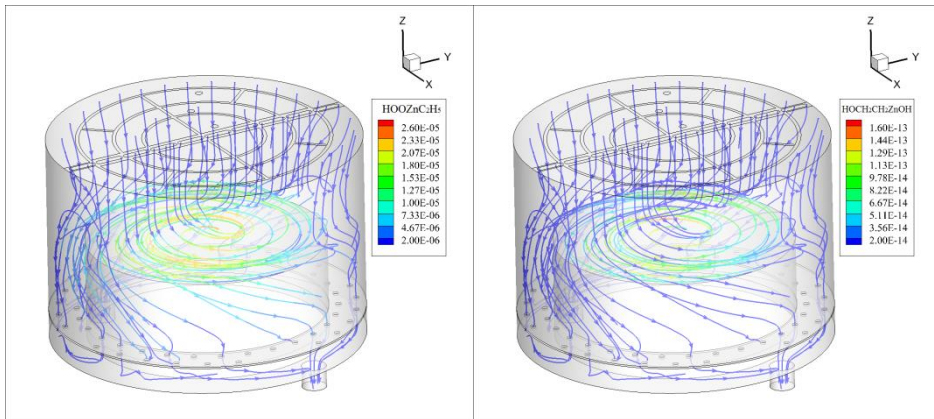 Z
Y
X
HOOZnC₂H₅
2.60E-05
2.33E-05
2.07E-05
1.80E-05
1.53E-05
1.27E-05
1.00E-05
7.33E-06
4.67E-06
2.00E-06
Z
Y
X
HOCH₂CH₂ZnOH
1.60E-13
1.44E-13
1.29E-13
1.13E-13
9.78E-14
8.22E-14
6.67E-14
5.11E-14
3.56E-14
2.00E-14